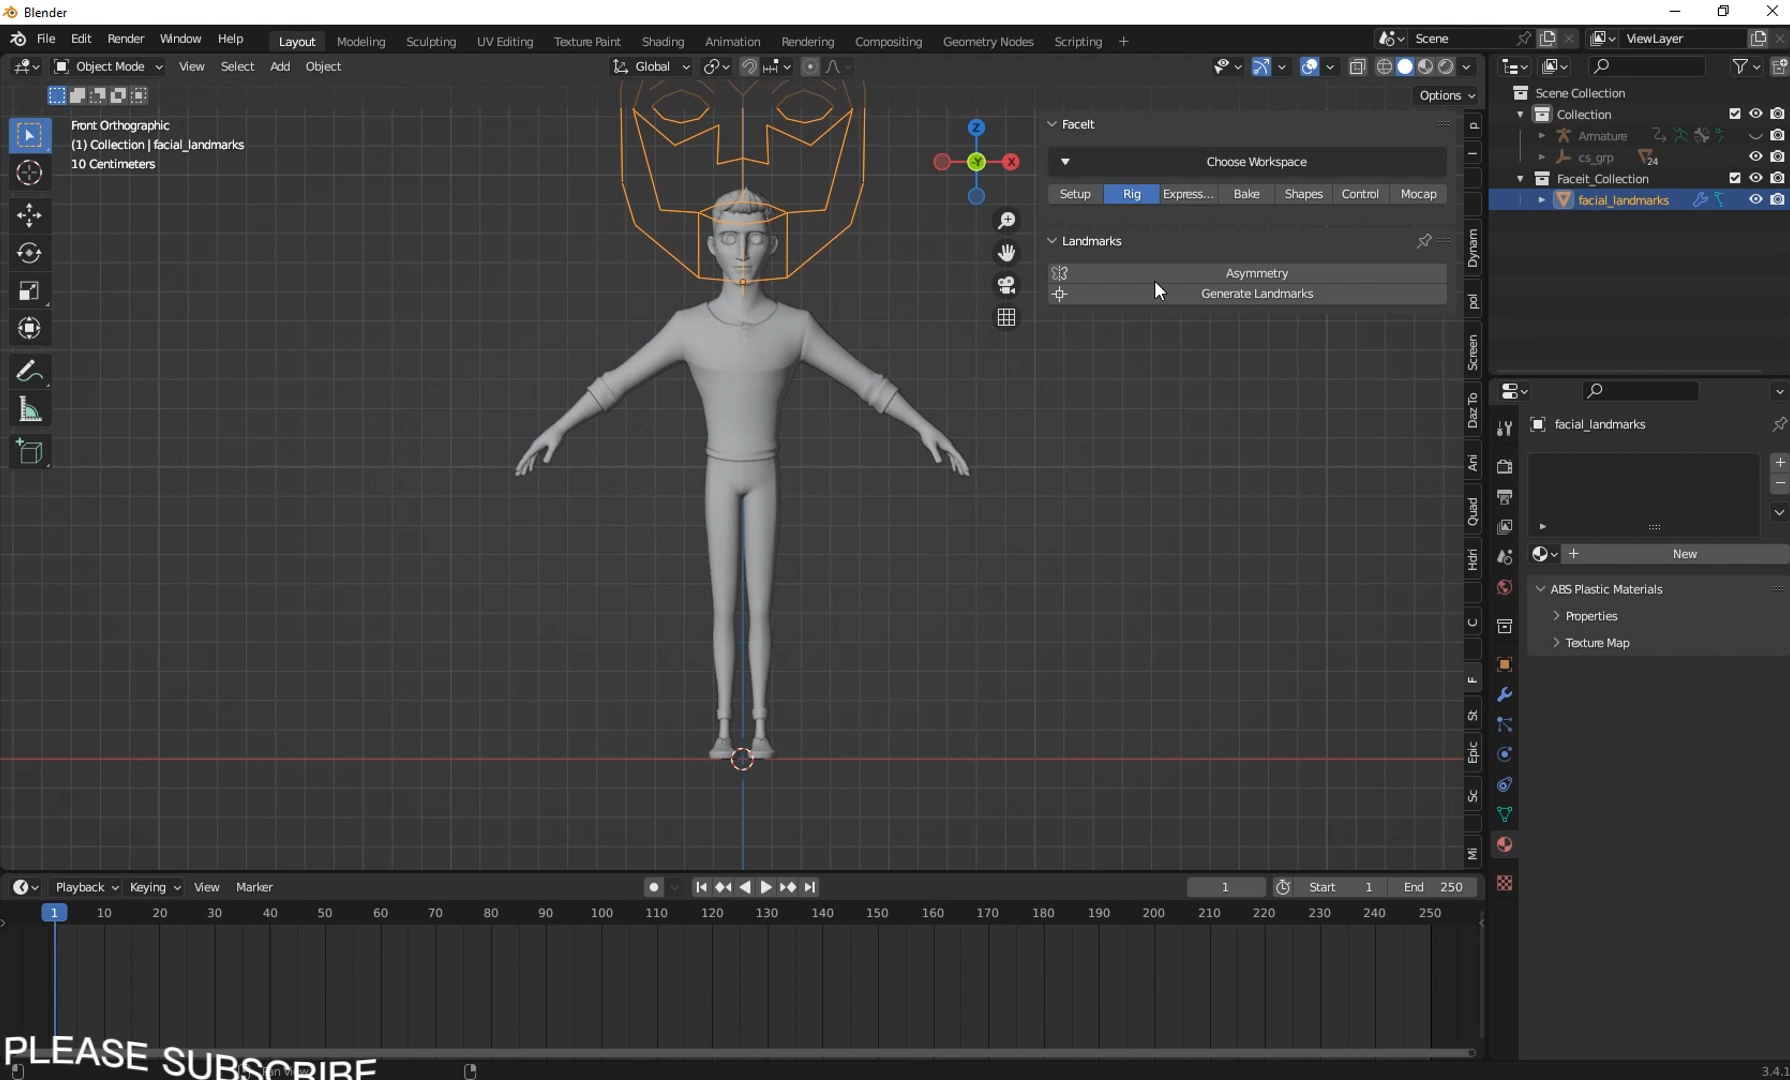 Blender
File Edit Render Window Help Layout Modeling Sculpting UV Editing Texture Paint Shading Animation Rendering Compositing Geometry Nodes Scripting + Scene ViewLayer
Object Mode View Select Add Object Global
Options
Front Orthographic
(1) Collection | facial_landmarks
10 Centimeters
Z
-Y X
FaceIt
Choose Workspace
Setup Rig Express... Bake Shapes Control Mocap
Landmarks
Asymmetry
Generate Landmarks
p
I
Dynam
pol
Screen
Daz To
Ani
Quad
Hdri
C
F
St
Epic
Sc
Mi
Scene Collection
Collection
Armature
cs_grp 24
Faceit_Collection
facial_landmarks
facial_landmarks
New
ABS Plastic Materials
Properties
Texture Map
Playback Keying View Marker 1 Start 1 End 250
1 10 20 30 40 50 60 70 80 90 100 110 120 130 140 150 160 170 180 190 200 210 220 230 240 250
PLEASE SUBSCRIBE
3.4.1